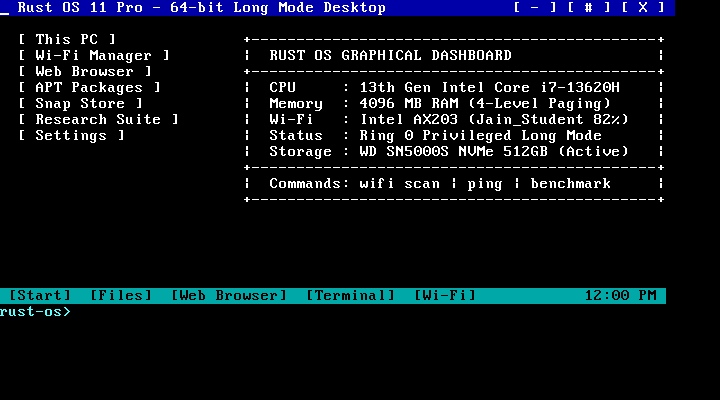 _ Rust OS 11 Pro - 64-bit Long Mode Desktop [ - ] [ # ] [ X ]
[ This PC ]
[ Wi-Fi Manager ]
[ Web Browser ]
[ APT Packages ]
[ Snap Store ]
[ Research Suite ]
[ Settings ]
+---------------------------------------------+
| RUST OS GRAPHICAL DASHBOARD |
+---------------------------------------------+
| CPU : 13th Gen Intel Core i7-13620H |
| Memory : 4096 MB RAM (4-Level Paging) |
| Wi-Fi : Intel AX203 (Jain_Student 82%) |
| Status : Ring 0 Privileged Long Mode |
| Storage : WD SN5000S NVMe 512GB (Active) |
+---------------------------------------------+
| Commands: wifi scan | ping | benchmark |
+---------------------------------------------+
[Start] [Files] [Web Browser] [Terminal] [Wi-Fi] 12:00 PM
rust-os>